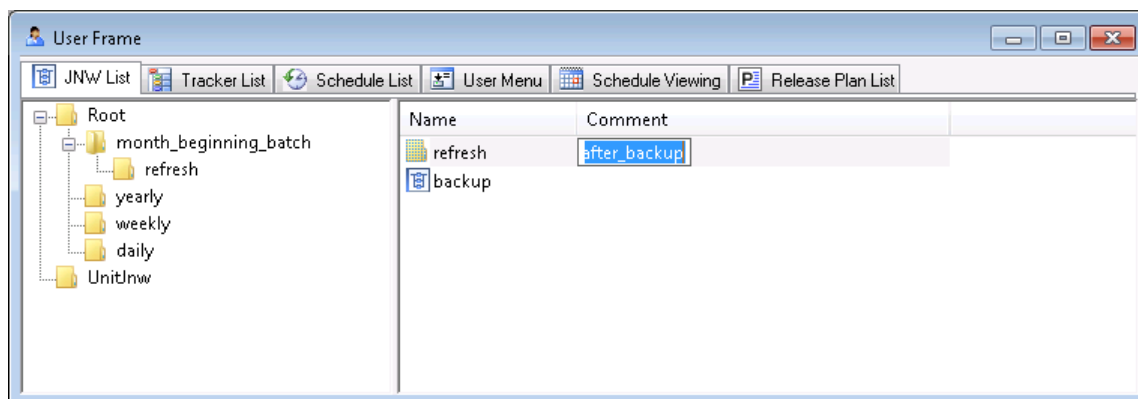 User Frame
JNW List Tracker List Schedule List User Menu Schedule Viewing Release Plan List
Root
month_beginning_batch
refresh
yearly
weekly
daily
UnitJnw
Name Comment
refresh after_backup
backup